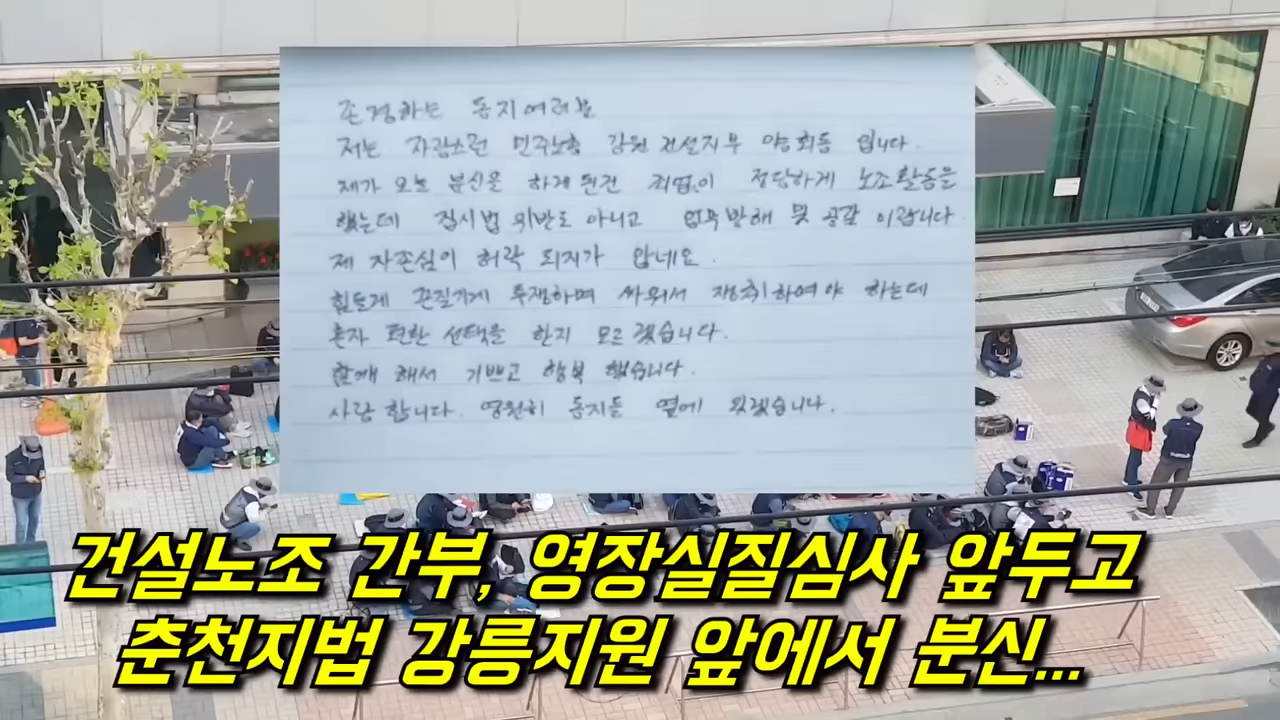 존경하는 동지여러분
저는 자랑스런 민주노총 강원 건설지부 양회동 입니다.
제가 오늘 분신을 하게 된건 죄없이 정당하게 노조활동을
했는데 집시법 위반도 아니고 업무방해 및 공갈 이랍니다.
제 자존심이 허락 되지가 않네요.
힘들게 끈질기게 투쟁하며 싸워서 쟁취하여야 하는데
혼자 편한 선택을 한지 모르겠습니다.
함께 해서 기쁘고 행복 했습니다.
사랑 합니다. 영원히 동지들 옆에 있겠습니다.
건설노조 간부, 영장실질심사 앞두고
춘천지법 강릉지원 앞에서 분신...